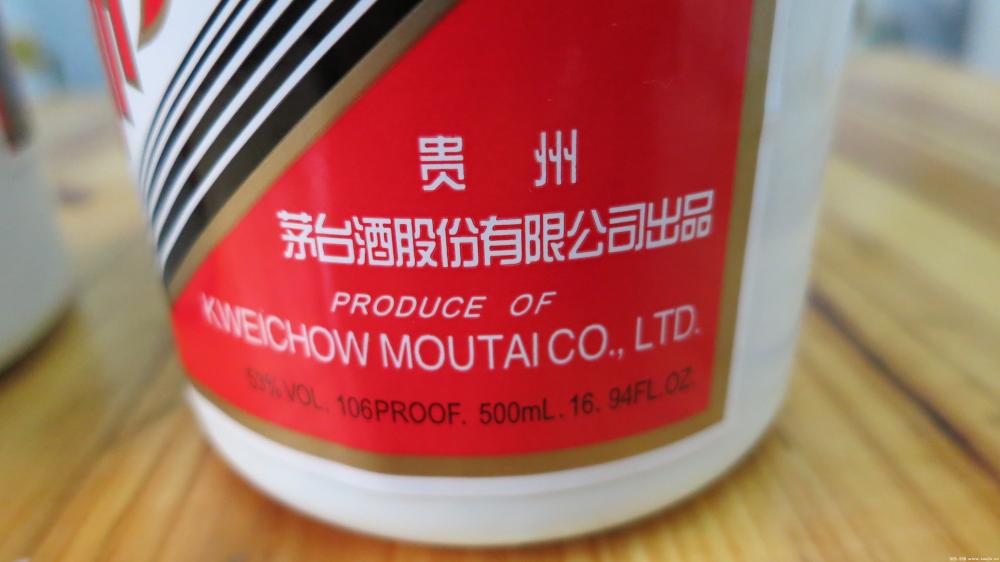 贵 州
茅台酒股份有限公司出品
PRODUCE OF
KWEICHOW MOUTAI CO., LTD.
53% VOL. 106PROOF. 500mL. 16. 94FL.OZ.